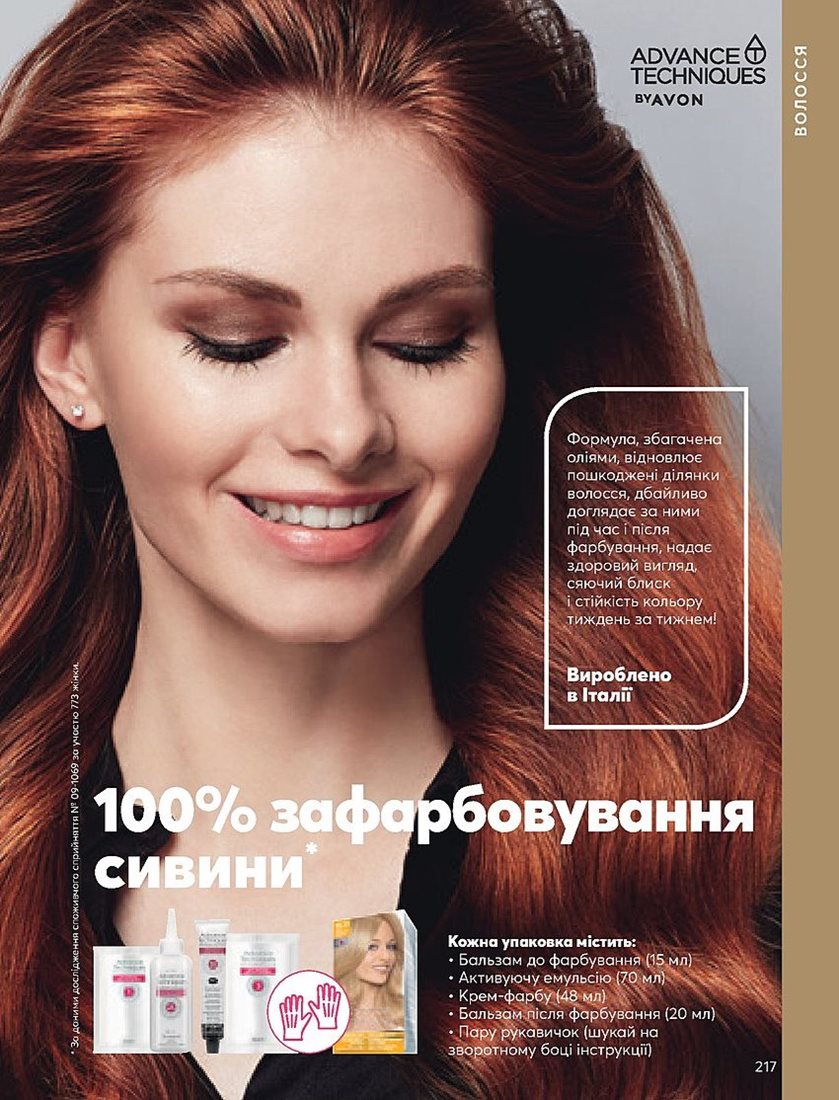 ADVANCE
TECHNIQUES
BY AVON
ВОЛОССЯ
Формула, збагачена
оліями, відновлює
пошкоджені ділянки
волосся, дбайливо
доглядає за ними
під час і після
фарбування, надає
здоровий вигляд,
сяючий блиск
і стійкість кольору
тиждень за тижнем!
Вироблено
в Італії
* За даними дослідження споживчого сприйняття № 09-1069 за участю 773 жінки.
100% зафарбовування
сивини*
Кожна упаковка містить:
• Бальзам до фарбування (15 мл)
• Активуючу емульсію (70 мл)
• Крем-фарбу (48 мл)
• Бальзам після фарбування (20 мл)
• Пару рукавичок (шукай на
зворотному боці інструкції)
217